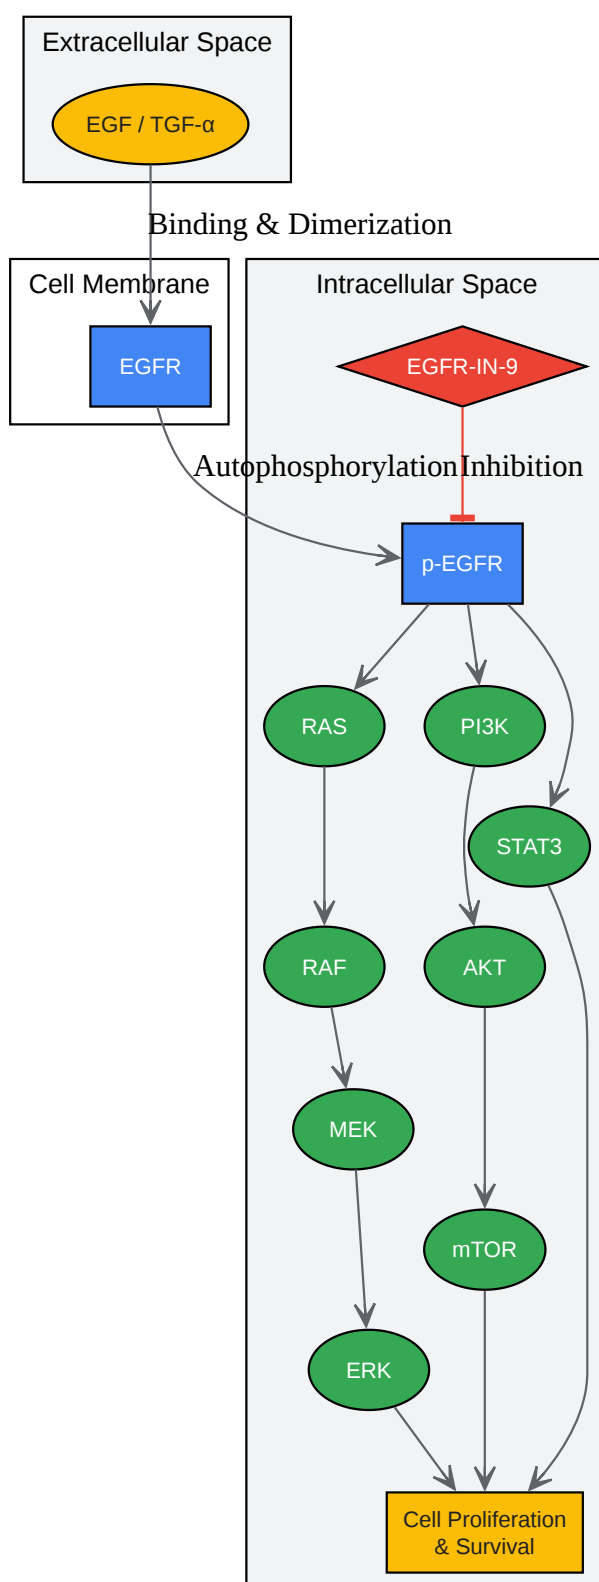 Extracellular Space
EGF / TGF-α
Binding & Dimerization
Cell Membrane
Intracellular Space
EGFR
EGFR-IN-9
Autophosphorylation
Inhibition
p-EGFR
RAS
PI3K
STAT3
RAF
AKT
MEK
mTOR
ERK
Cell Proliferation
& Survival